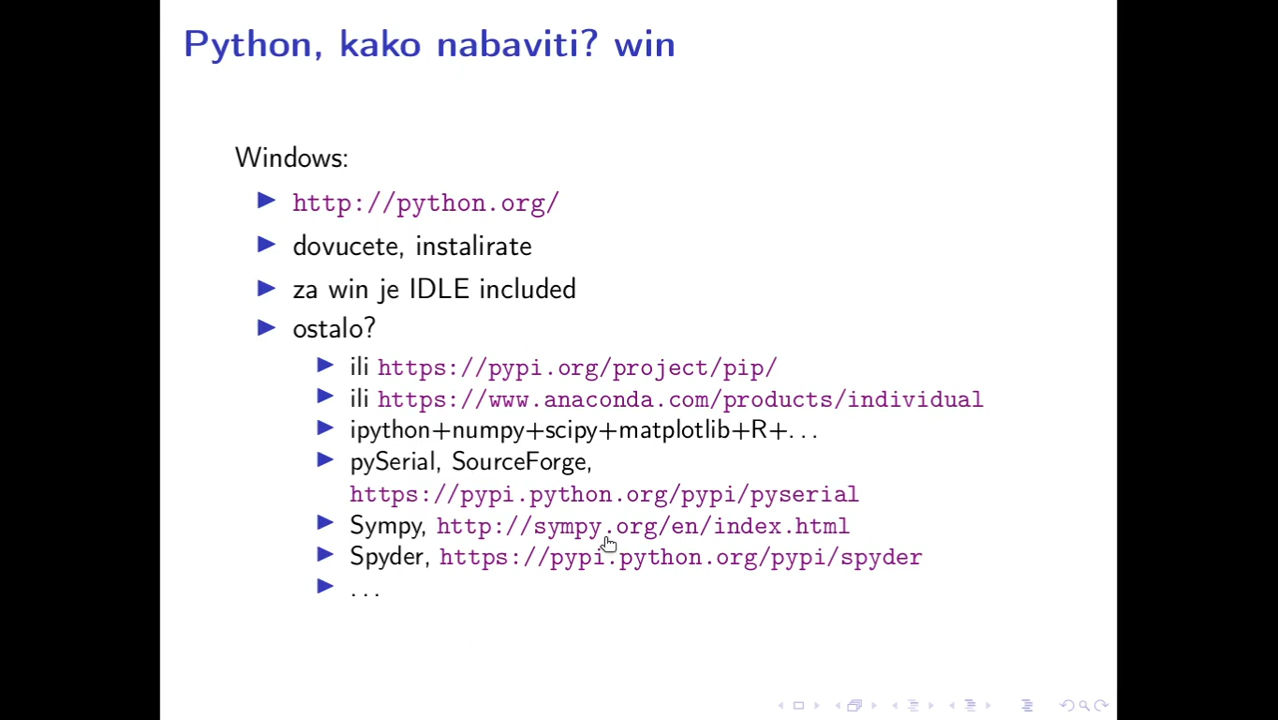 Python, kako nabaviti? win
Windows:
http://python.org/
dovucete, instalirate
za win je IDLE included
ostalo?
ili https://pypi.org/project/pip/
ili https://www.anaconda.com/products/individual
ipython+numpy+scipy+matplotlib+R+...
pySerial, SourceForge,
https://pypi.python.org/pypi/pyserial
Sympy, http://sympy.org/en/index.html
Spyder, https://pypi.python.org/pypi/spyder
...